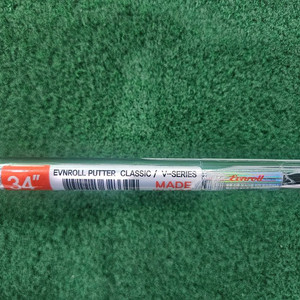 34"
EVNROLL PUTTER CLASSIC / V-SERIES
MADE
Evnroll